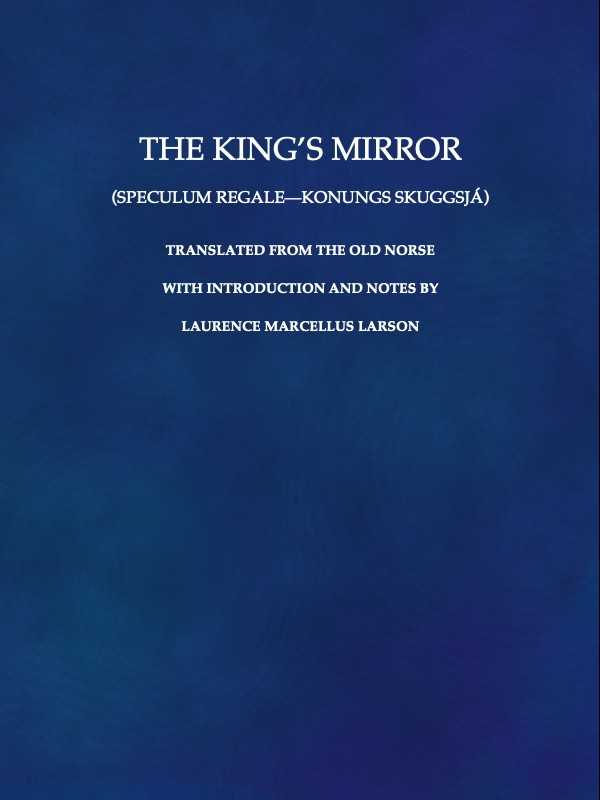 THE KING’S MIRROR
(SPECULUM REGALE—KONUNGS SKUGGSJÁ)
TRANSLATED FROM THE OLD NORSE
WITH INTRODUCTION AND NOTES BY
LAURENCE MARCELLUS LARSON